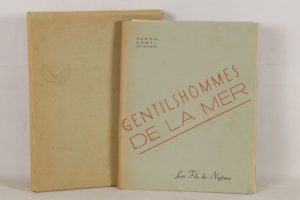 GENTILSHOMMES
DE LA MER
Les Fils de Neptune